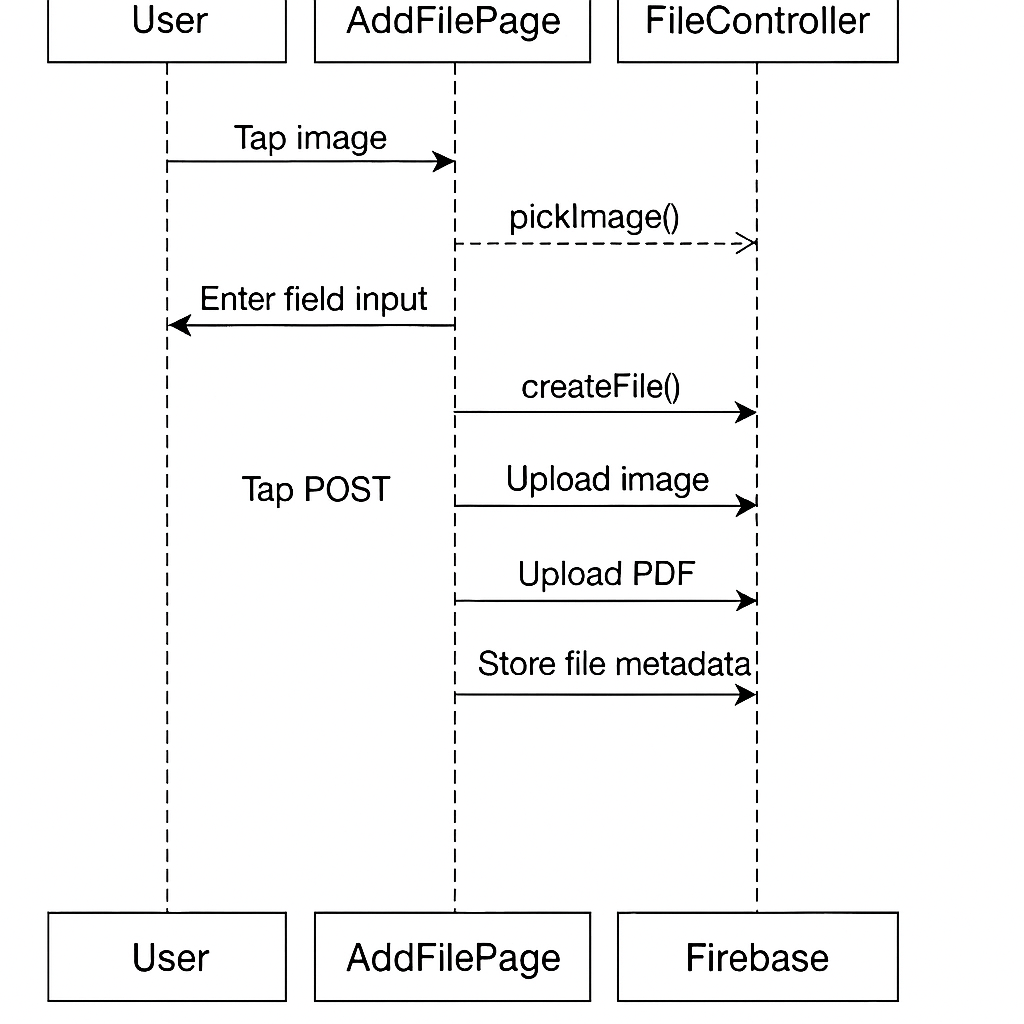 User
AddFilePage
FileController
Tap image
pickImage()
Enter field input
createFile()
Upload image
Tap POST
Upload PDF
Store file metadata
User
AddFilePage
Firebase